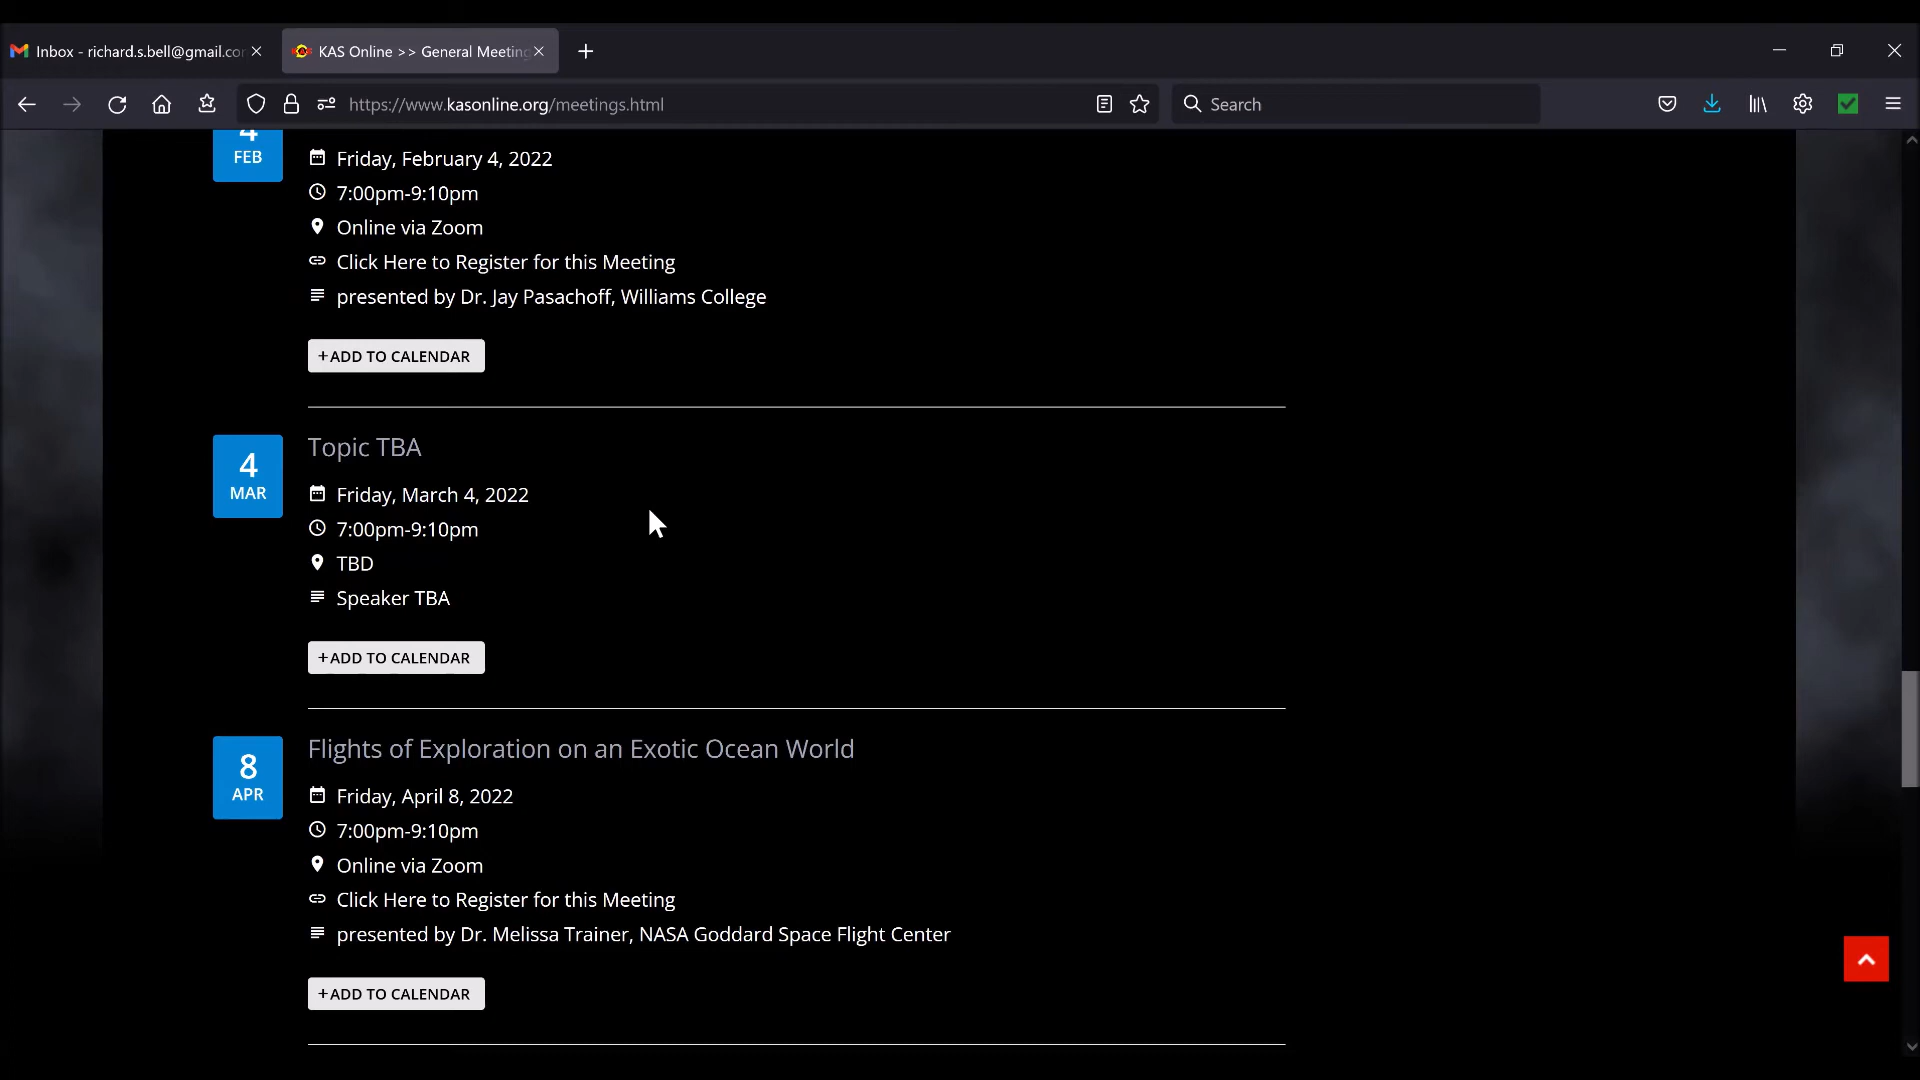 Inbox - richard.s.bell@gmail.co
KAS Online >> General Meeting
https://www.kasonline.org/meetings.html
Search
4
FEB
Friday, February 4, 2022
7:00pm-9:10pm
Online via Zoom
Click Here to Register for this Meeting
presented by Dr. Jay Pasachoff, Williams College
+ADD TO CALENDAR
4
MAR
Topic TBA
Friday, March 4, 2022
7:00pm-9:10pm
TBD
Speaker TBA
+ADD TO CALENDAR
8
APR
Flights of Exploration on an Exotic Ocean World
Friday, April 8, 2022
7:00pm-9:10pm
Online via Zoom
Click Here to Register for this Meeting
presented by Dr. Melissa Trainer, NASA Goddard Space Flight Center
+ADD TO CALENDAR